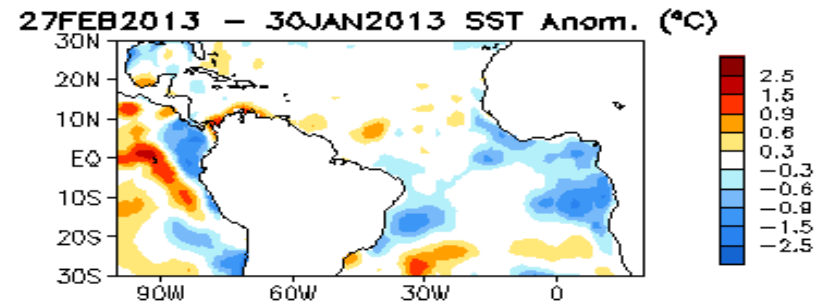 27FEB2013 – 30JAN2013 SST Anom. (°C)
30N
20N
10N
EQ
10S
20S
30S
90W 60W 30W 0
2.5
1.5
0.9
0.6
0.3
−0.3
−0.6
−0.9
−1.5
−2.5